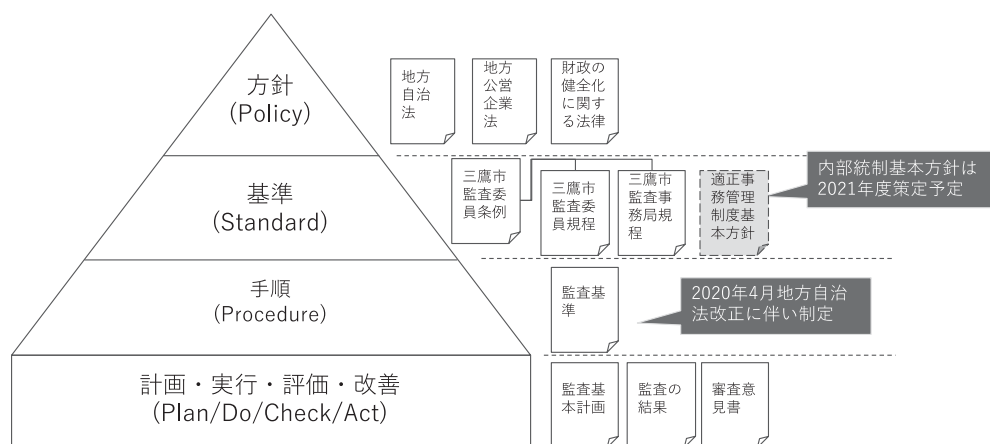 方針
(Policy)
地方
自治
法
地方
公営
企業
法
財政の
健全化
に関す
る法律
基準
(Standard)
三鷹市
監査委
員条例
三鷹市
監査委
員規程
三鷹市
監査事
務局規
程
適正事
務管理
制度基
本方針
内部統制基本方針は
2021年度策定予定
手順
(Procedure)
監査基
準
2020年4月地方自治
法改正に伴い制定
計画・実行・評価・改善
(Plan/Do/Check/Act)
監査基
本計画
監査の
結果
審査意
見書